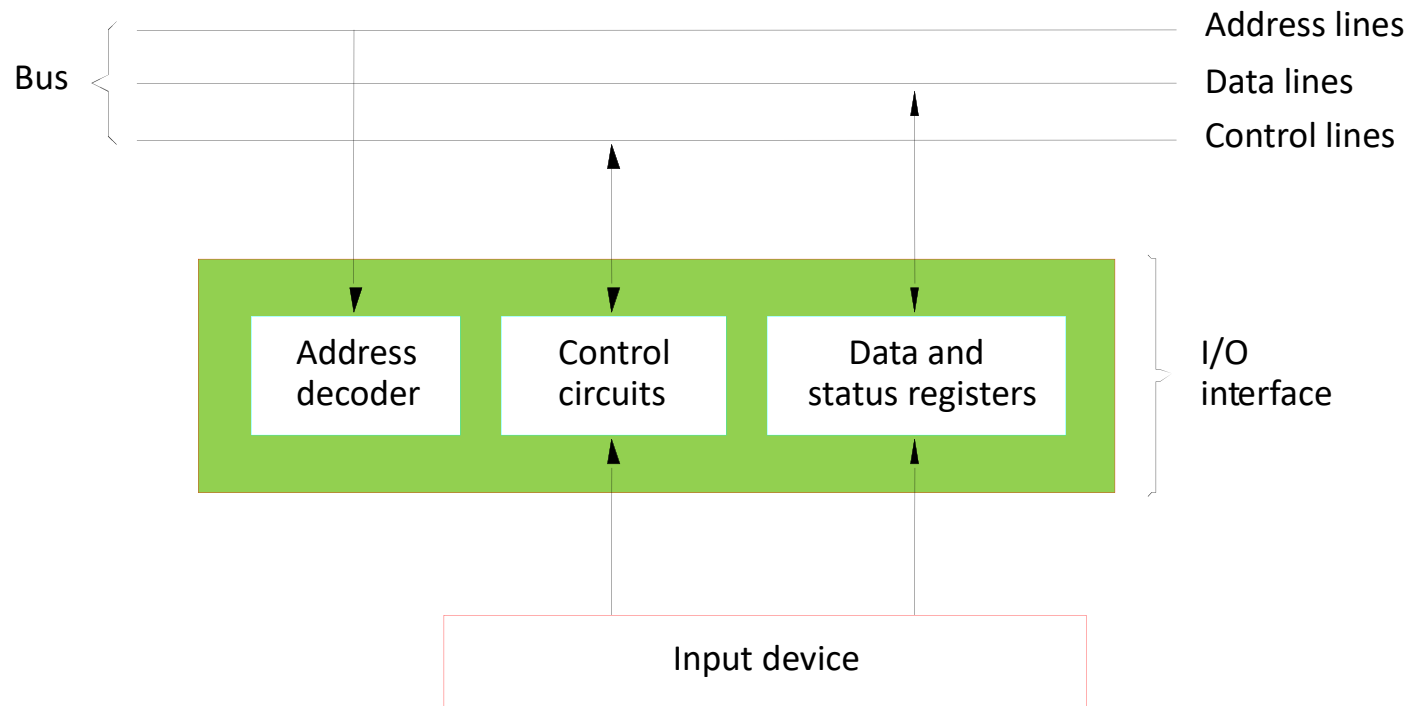 Address lines
Bus
Data lines
Control lines
Address
decoder
Control
circuits
Data and
status registers
I/O
interface
Input device